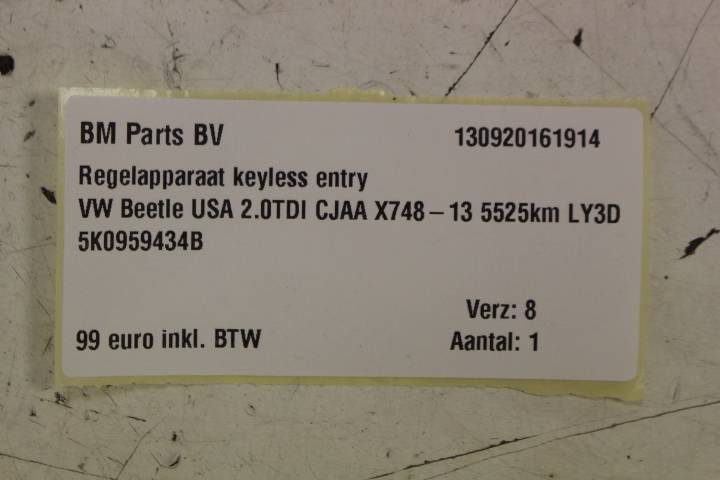 BM Parts BV 130920161914
Regelapparaat keyless entry
VW Beetle USA 2.0TDI CJAA X748 – 13 5525km LY3D
5K0959434B
Verz: 8
99 euro inkl. BTW Aantal: 1